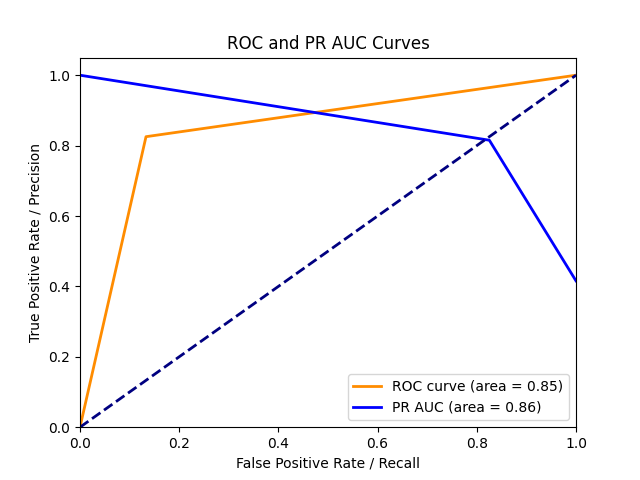 ROC and PR AUC Curves
True Positive Rate / Precision
1.0
0.8
0.6
0.4
0.2
0.0
0.0 0.2 0.4 0.6 0.8 1.0
False Positive Rate / Recall
ROC curve (area = 0.85)
PR AUC (area = 0.86)